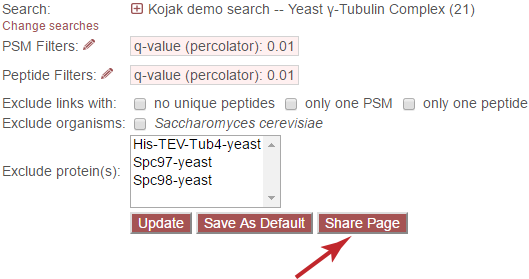 Search: Kojak demo search -- Yeast γ-Tubulin Complex (21)
Change searches
PSM Filters: q-value (percolator): 0.01
Peptide Filters: q-value (percolator): 0.01
Exclude links with: no unique peptides only one PSM only one peptide
Exclude organisms: Saccharomyces cerevisiae
Exclude protein(s):
His-TEV-Tub4-yeast
Spc97-yeast
Spc98-yeast
Update Save As Default Share Page